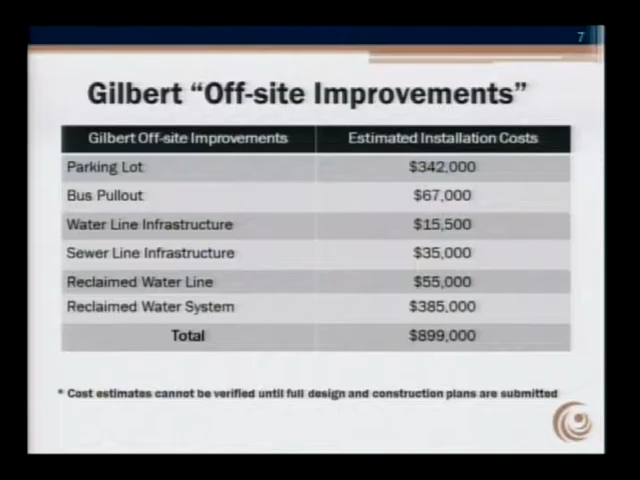 7
Gilbert “Off-site Improvements”
Gilbert Off-site Improvements Estimated Installation Costs
Parking Lot $342,000
Bus Pullout $67,000
Water Line Infrastructure $15,500
Sewer Line Infrastructure $35,000
Reclaimed Water Line $55,000
Reclaimed Water System $385,000
Total $899,000
* Cost estimates cannot be verified until full design and construction plans are submitted